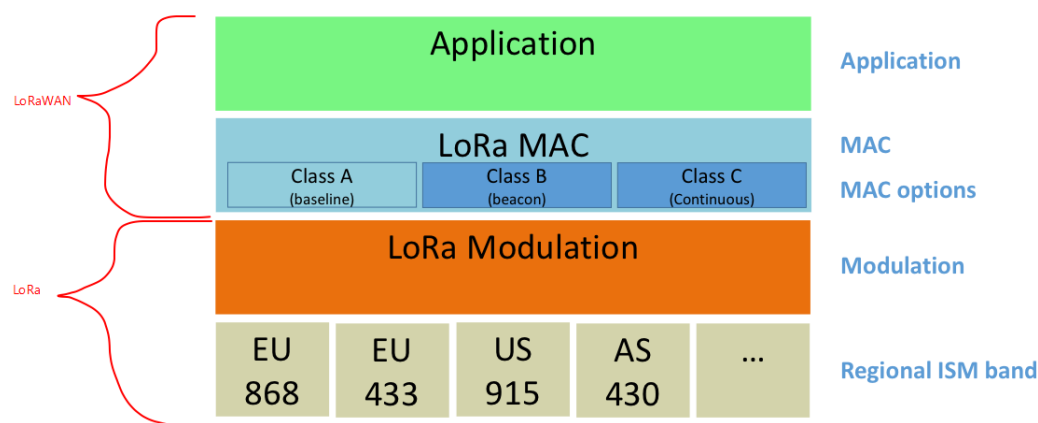 Application
Application
LoRaWAN
LoRa MAC
MAC
Class A
(baseline)
Class B
(beacon)
Class C
(Continuous)
MAC options
LoRa Modulation
Modulation
LoRa
EU
868
EU
433
US
915
AS
430
...
Regional ISM band